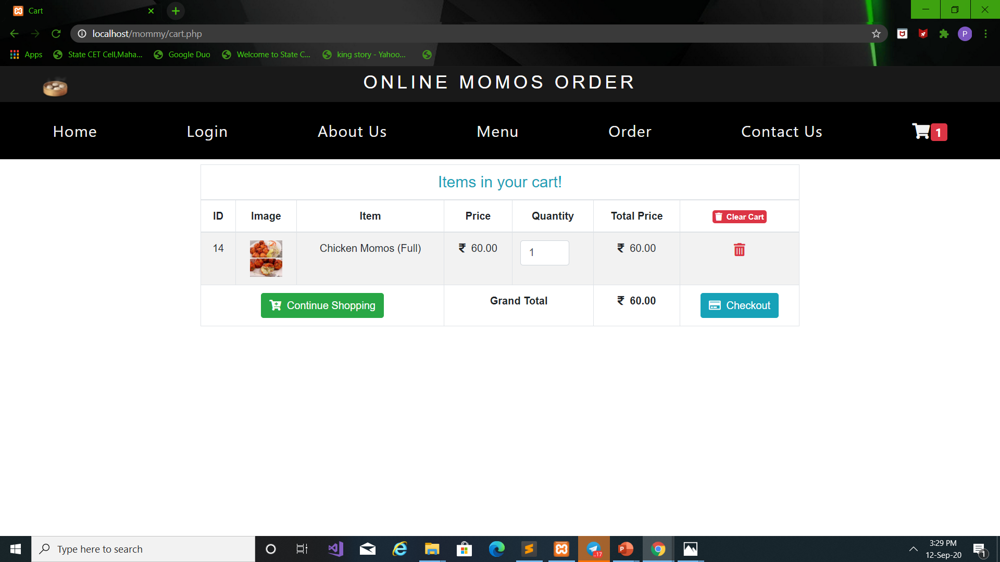 Cart
localhost/mommy/cart.php
P
Apps State CET Cell,Maha... Google Duo Welcome to State C... king story - Yahoo...
ONLINE MOMOS ORDER
Home Login About Us Menu Order Contact Us 1
Items in your cart!
ID Image Item Price Quantity Total Price Clear Cart
14 Chicken Momos (Full) ₹ 60.00 1 ₹ 60.00
Continue Shopping Grand Total ₹ 60.00 Checkout
Type here to search
..17
P
3:29 PM
12-Sep-20
1